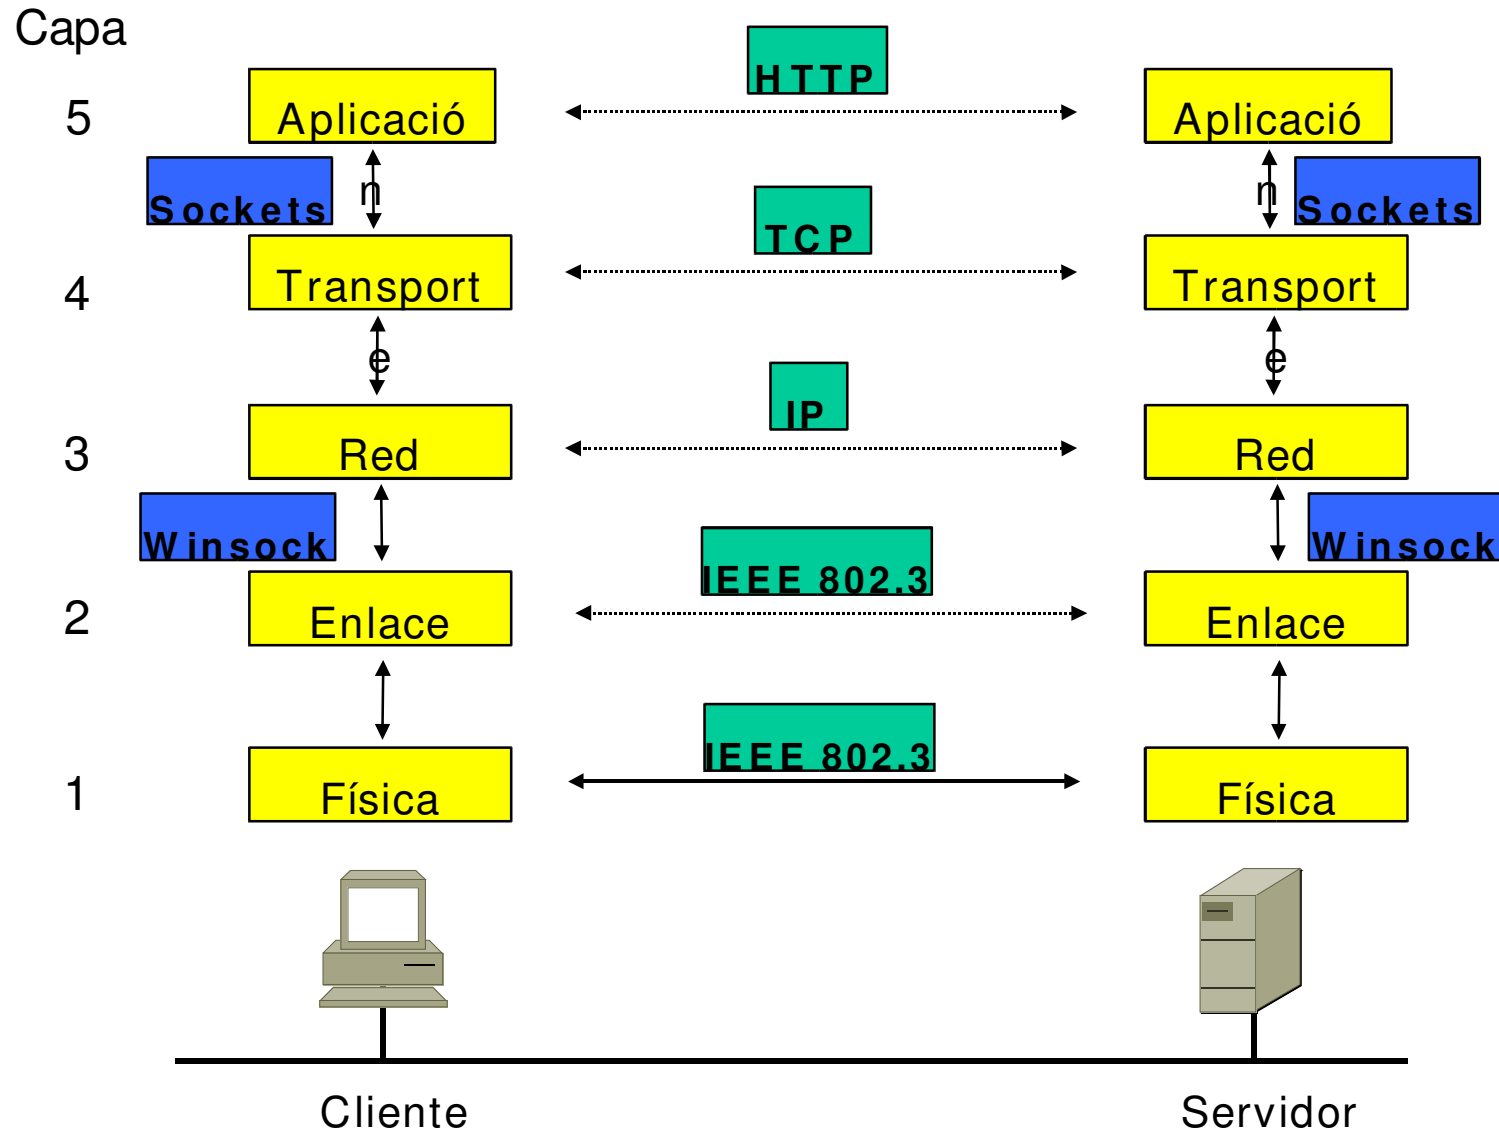 Capa
HTTP
5 Aplicació Aplicació
Sockets n n Sockets
TCP
4 Transport Transport
e e
IP
3 Red Red
Winsock Winsock
IEEE 802.3
2 Enlace Enlace
IEEE 802.3
1 Física Física
Cliente Servidor